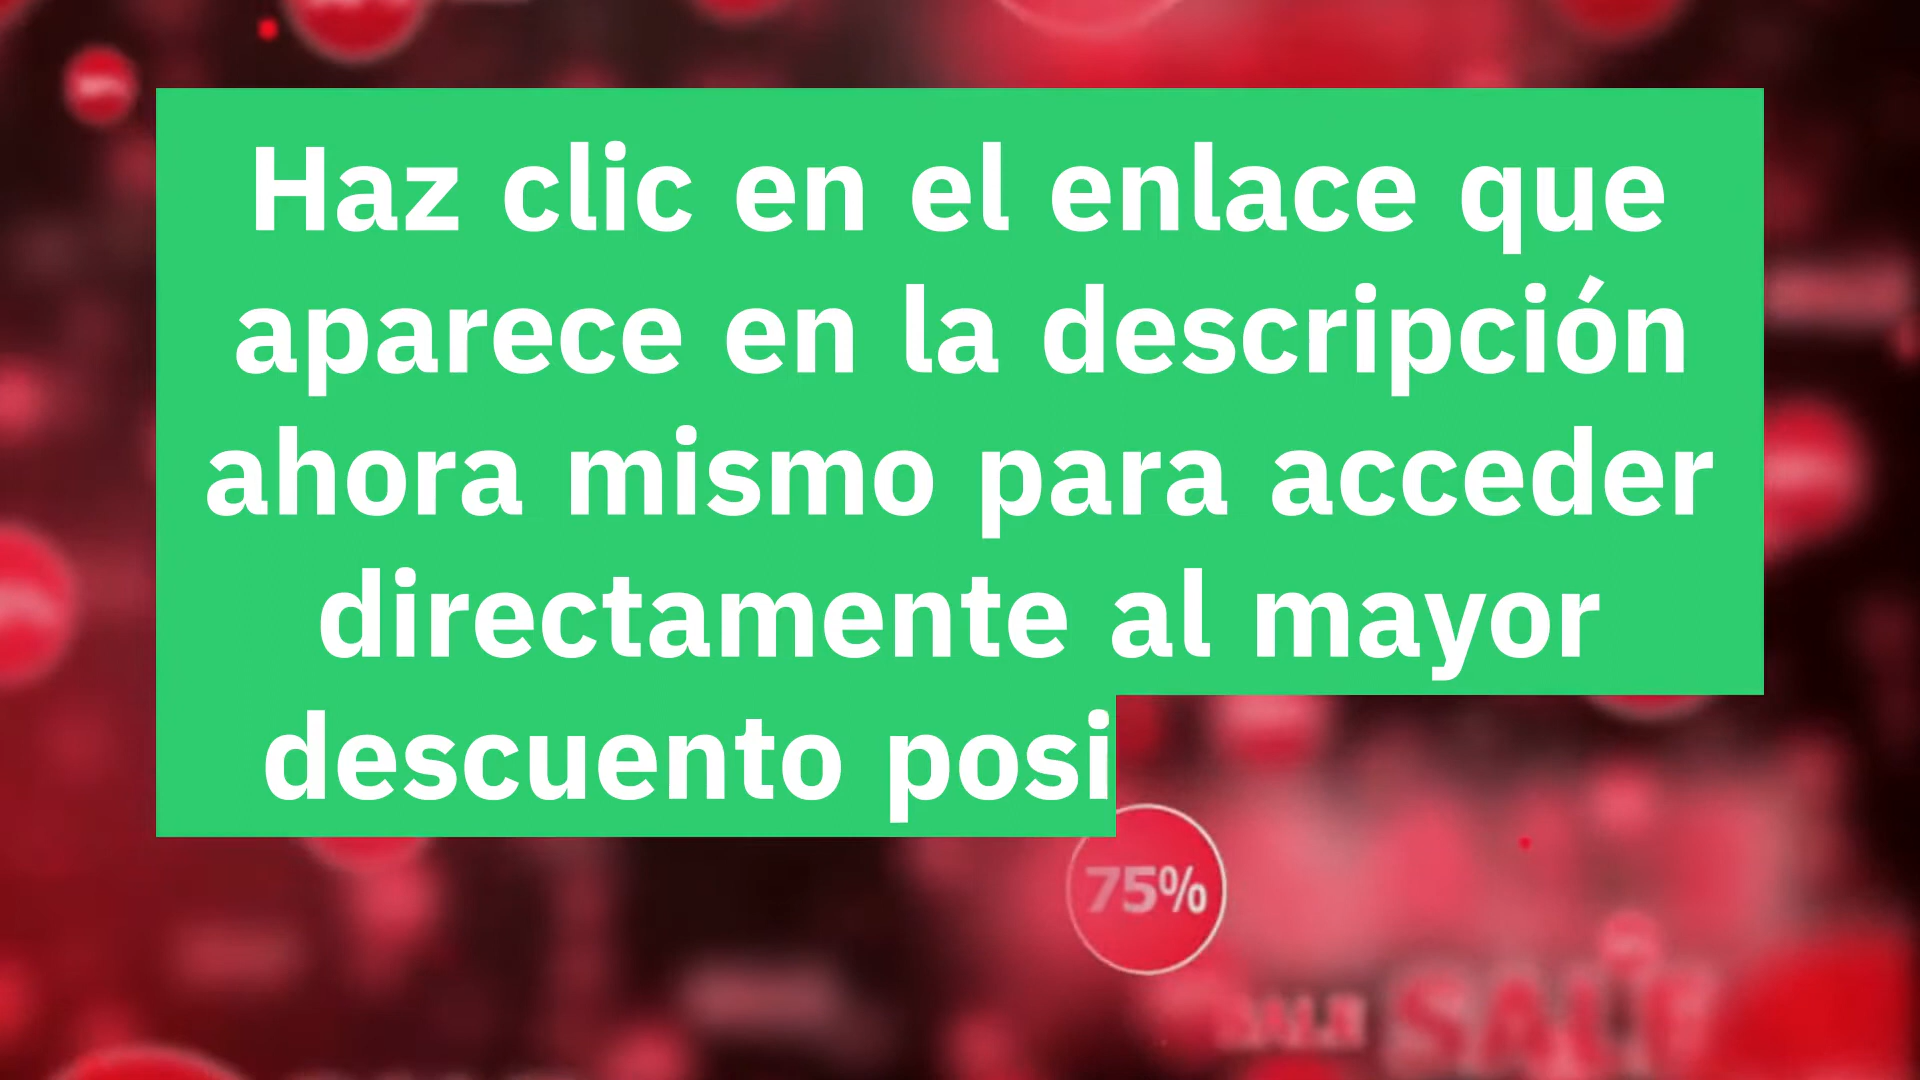 Haz clic en el enlace que
aparece en la descripción
ahora mismo para acceder
directamente al mayor
descuento posi
75%
SALE